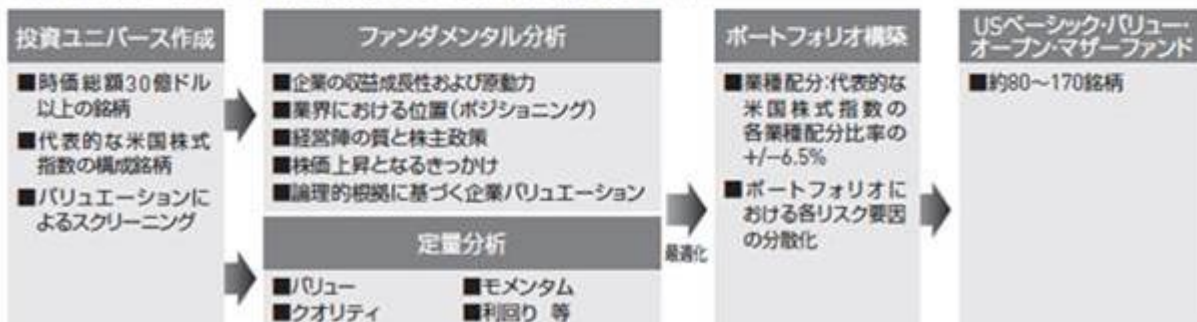 投資ユニバース作成
■時価総額30億ドル
以上の銘柄
■代表的な米国株式
指数の構成銘柄
■バリュエーションに
よるスクリーニング
ファンダメンタル分析
■企業の収益成長性および原動力
■業界における位置(ポジショニング)
■経営陣の質と株主政策
■株価上昇となるきっかけ
■論理的根拠に基づく企業バリュエーション
定量分析
■バリュー ■モメンタム
■クオリティ ■利回り 等
最適化
ポートフォリオ構築
■業種配分:代表的な
米国株式指数の
各業種配分比率の
+/−6.5%
■ポートフォリオに
おける各リスク要因
の分散化
USベーシック・バリュー・
オープン・マザーファンド
■約80〜170銘柄